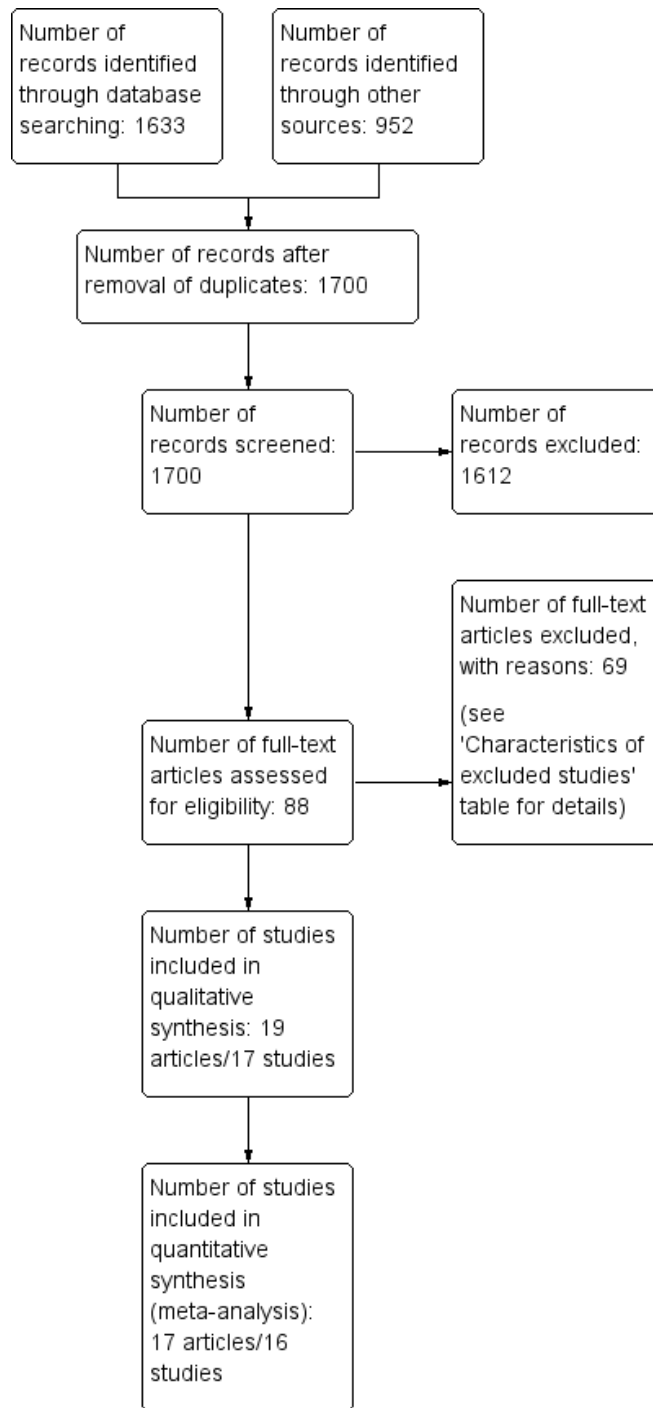 Number of
records identified
through database
searching: 1633
Number of
records identified
through other
sources: 952
Number of records after
removal of duplicates: 1700
Number of
records screened:
1700
Number of
records excluded:
1612
Number of full-text
articles excluded,
with reasons: 69
(see
'Characteristics of
excluded studies'
table for details)
Number of full-text
articles assessed
for eligibility: 88
Number of studies
included in
qualitative
synthesis: 19
articles/17 studies
Number of studies
included in
quantitative
synthesis
(meta-analysis):
17 articles/16
studies